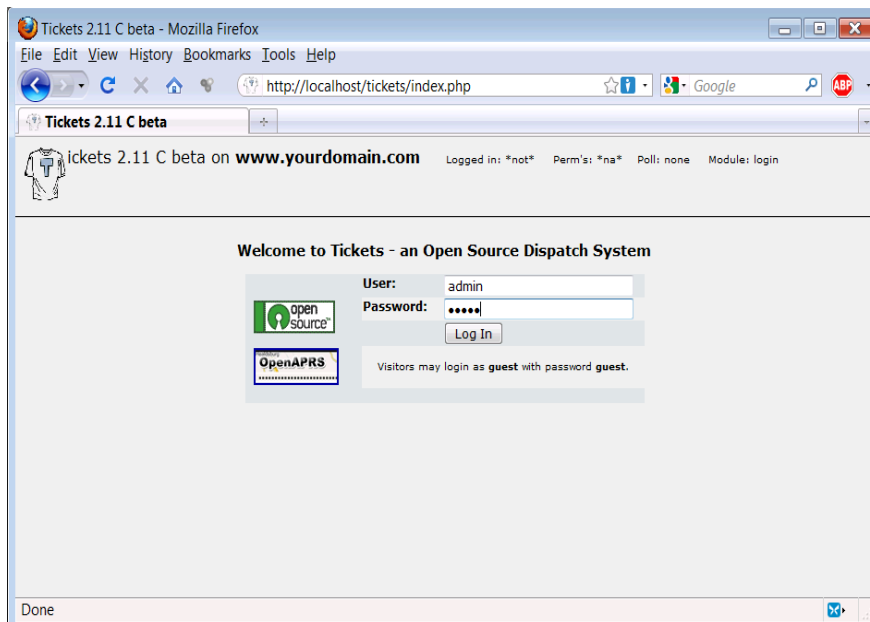 Tickets 2.11 C beta - Mozilla Firefox
File Edit View History Bookmarks Tools Help
http://localhost/tickets/index.php
Google
ABP
Tickets 2.11 C beta
Tickets 2.11 C beta on www.yourdomain.com Logged in: *not* Perm's: *na* Poll: none Module: login
Welcome to Tickets - an Open Source Dispatch System
User: admin
Password: •••••
Log In
open source™
OpenAPRS
Visitors may login as guest with password guest.
Done